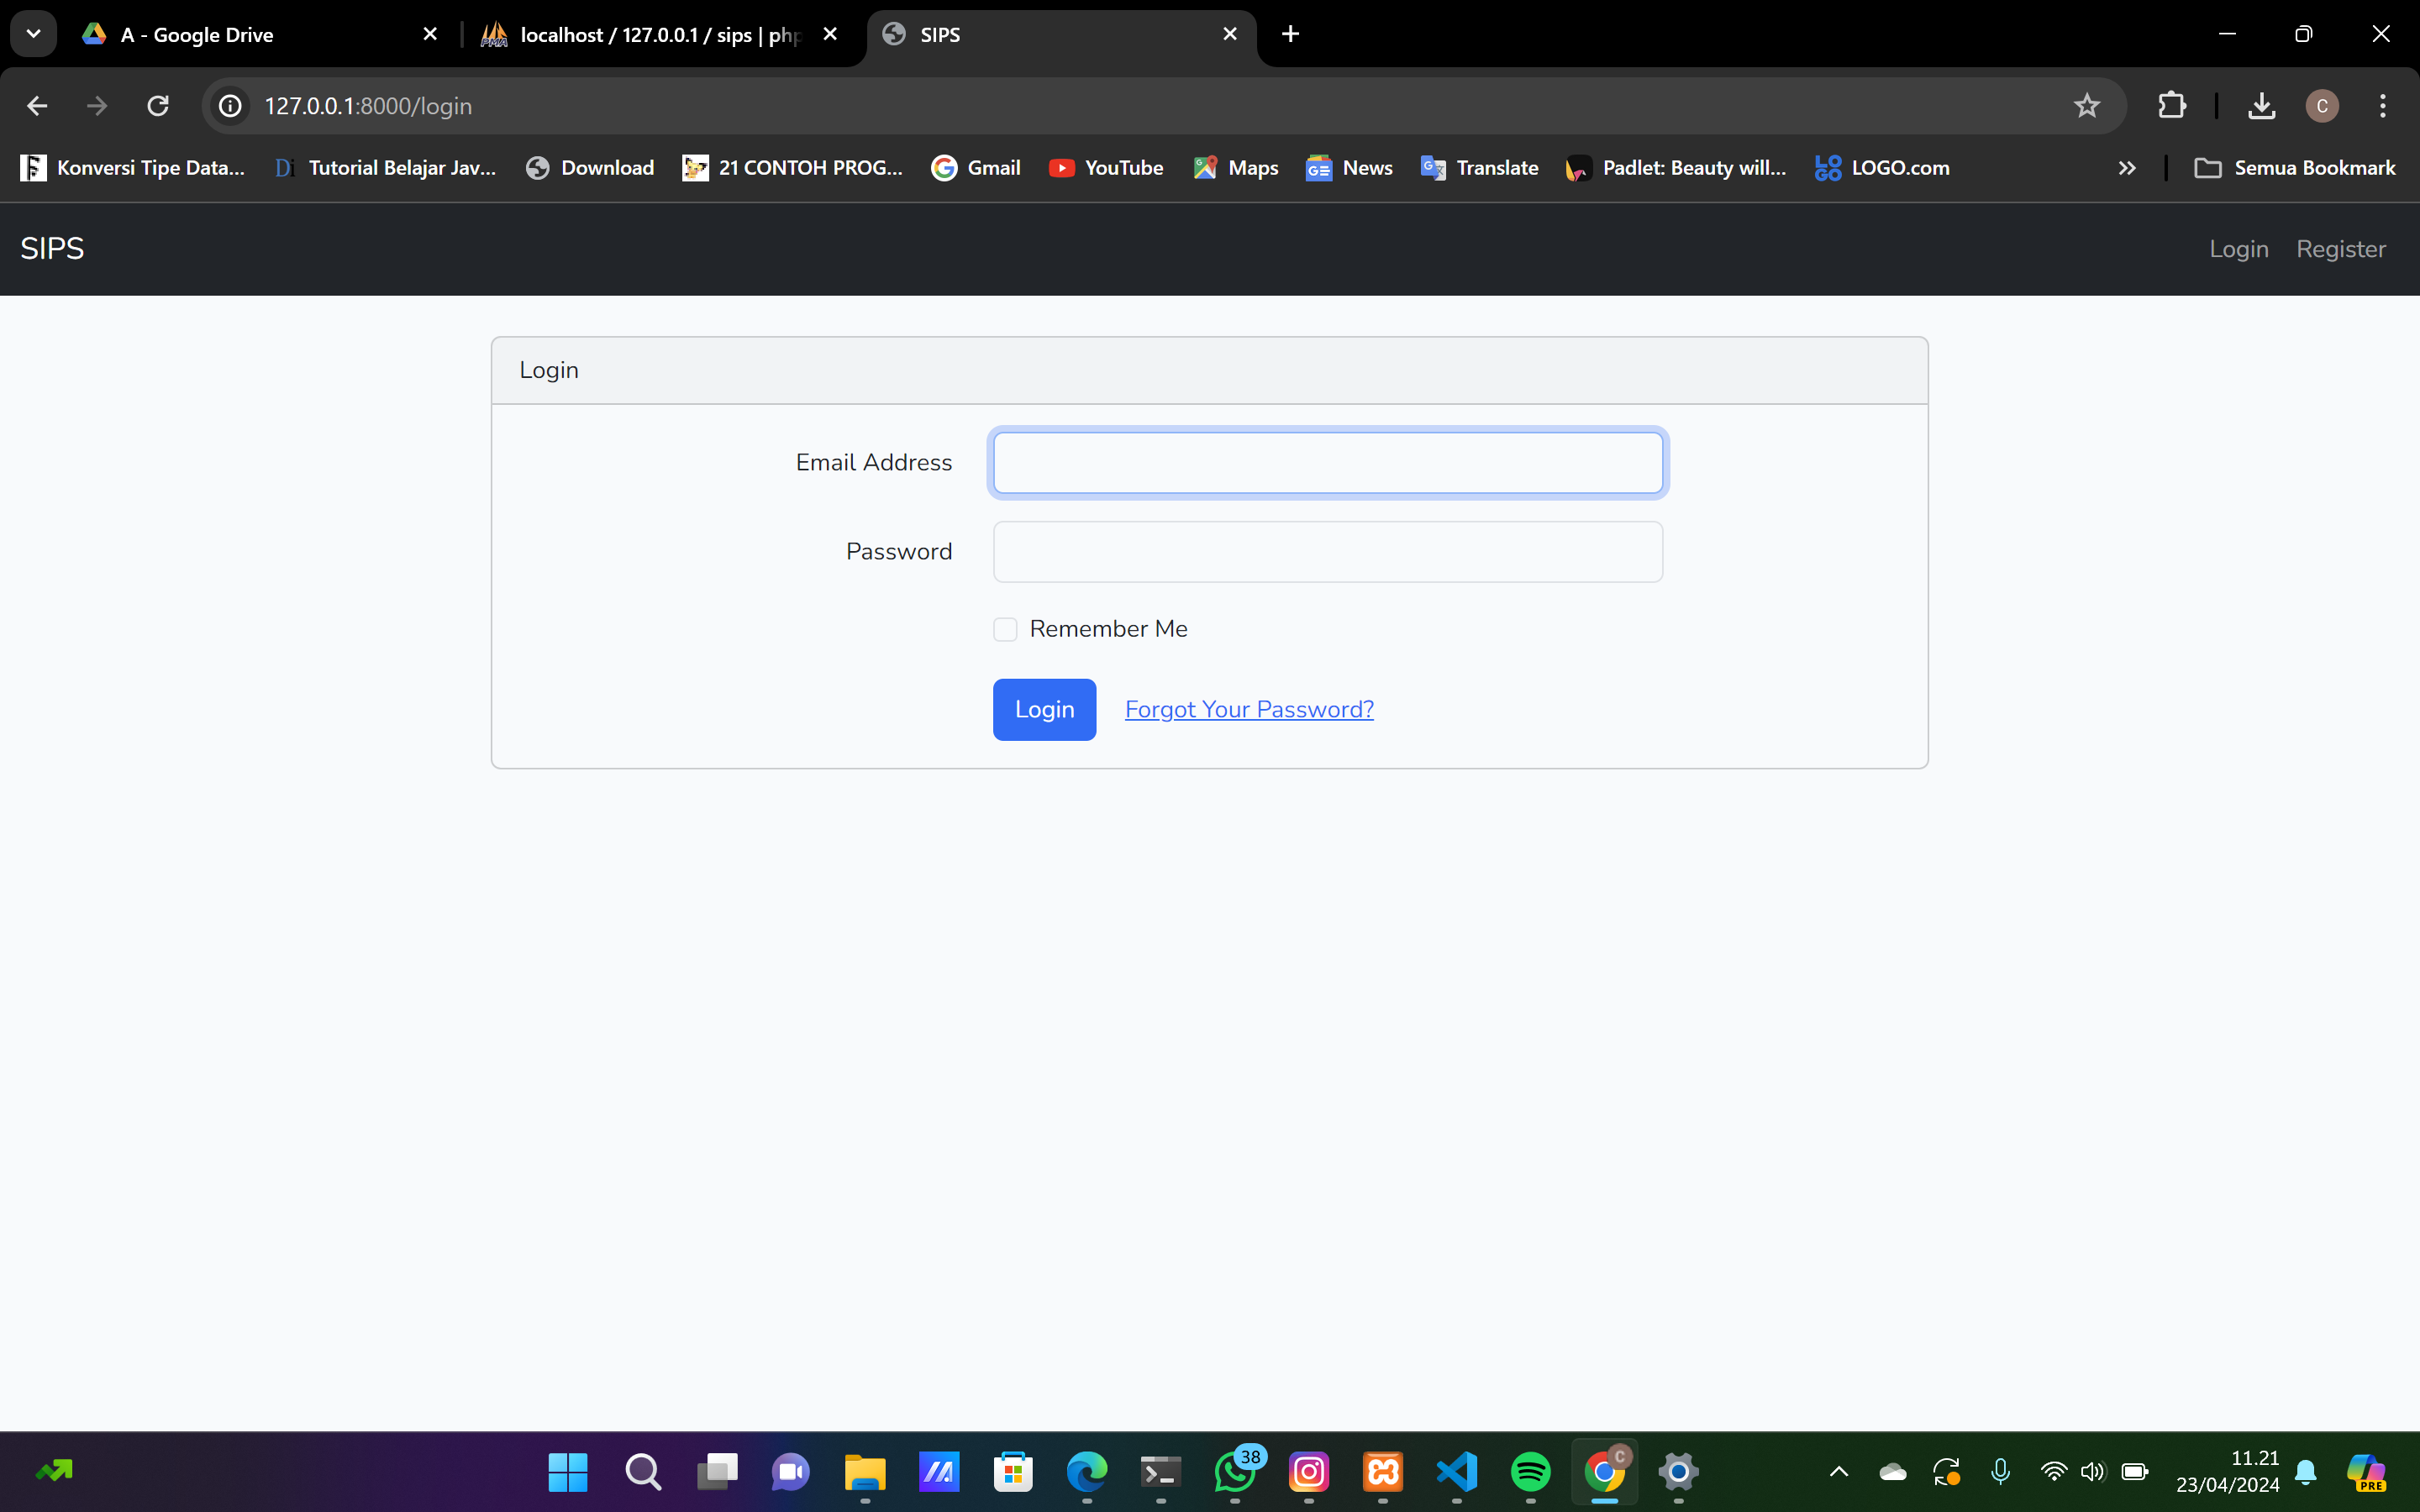 A - Google Drive
localhost / 127.0.0.1 / sips | php
SIPS
127.0.0.1:8000/login
C
Konversi Tipe Data...
Tutorial Belajar Jav...
Download
21 CONTOH PROG...
Gmail
YouTube
Maps
News
Translate
Padlet: Beauty will...
LOGO.com
Semua Bookmark
SIPS
Login
Register
Login
Email Address
Password
Remember Me
Login
Forgot Your Password?
38
C
11.21
23/04/2024
PRE